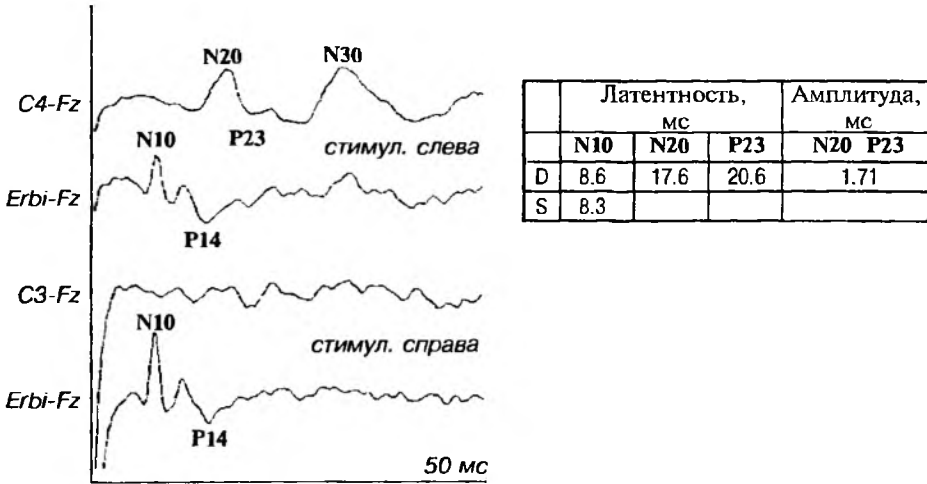 N20 N30
C4-Fz
P23
стимул. слева
N10
Erbi-Fz
P14
C3-Fz
N10
стимул. справа
Erbi-Fz
P14
50 мс
Латентность, мс Амплитуда, мс
N10 N20 P23 N20 P23
D 8.6 17.6 20.6 1.71
S 8.3